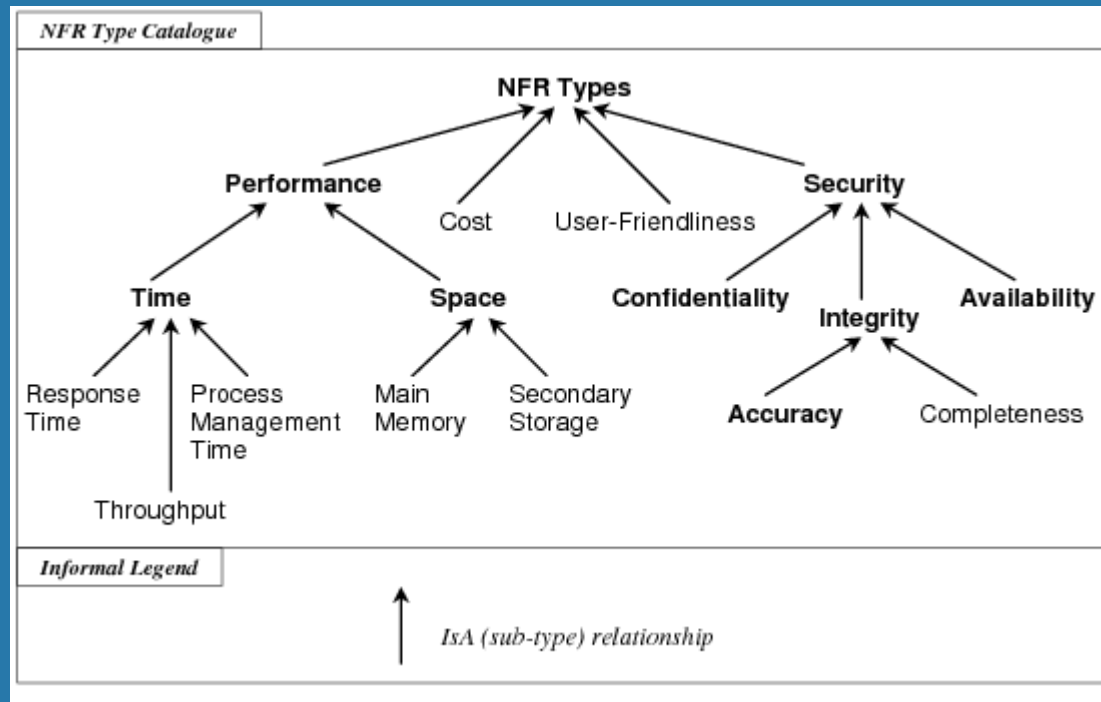 NFR Type Catalogue
NFR Types
Performance
Security
Cost
User-Friendliness
Time
Space
Confidentiality
Availability
Integrity
Response
Time
Process
Management
Time
Main
Memory
Secondary
Storage
Accuracy
Completeness
Throughput
Informal Legend
IsA (sub-type) relationship